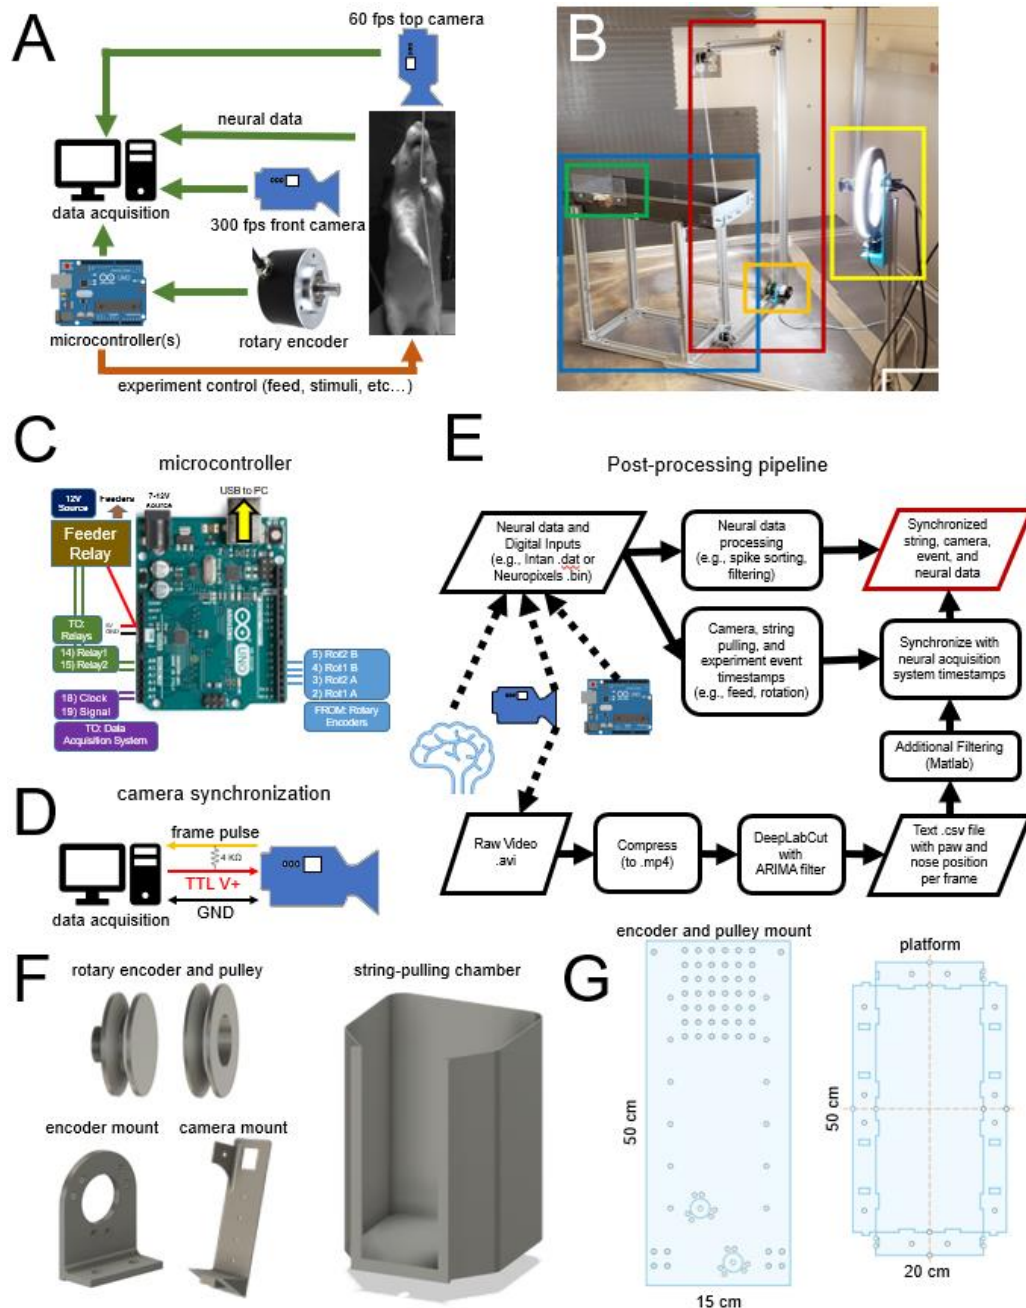 A
60 fps top camera
neural data
data acquisition
300 fps front camera
microcontroller(s)
rotary encoder
experiment control (feed, stimuli, etc...)
B
C
microcontroller
12V
Source
Feeders
7-12V
USB to PC
Feeder
Relay
TO:
Relays
5V
GND
14) Relay1
15) Relay2
18) Clock
19) Signal
TO: Data
Acquisition System
ARDUINO
UNO
5) Rot2 B
4) Rot1 B
3) Rot2 A
2) Rot1 A
FROM: Rotary
Encoders
D
camera synchronization
frame pulse
4 KΩ
TTL V+
GND
data acquisition
E
Post-processing pipeline
Neural data and
Digital Inputs
(e.g., Intan .dat or
Neuropixels .bin)
Neural data
processing
(e.g., spike sorting,
filtering)
Synchronized
string, camera,
event, and
neural data
Camera, string
pulling, and
experiment event
timestamps
(e.g., feed, rotation)
Synchronize with
neural acquisition
system timestamps
Additional Filtering
(Matlab)
Raw Video
.avi
Compress
(to .mp4)
DeepLabCut
with
ARIMA filter
Text .csv file
with paw and
nose position
per frame
F
rotary encoder and pulley
string-pulling chamber
encoder mount
camera mount
G
encoder and pulley mount
50 cm
15 cm
platform
50 cm
20 cm